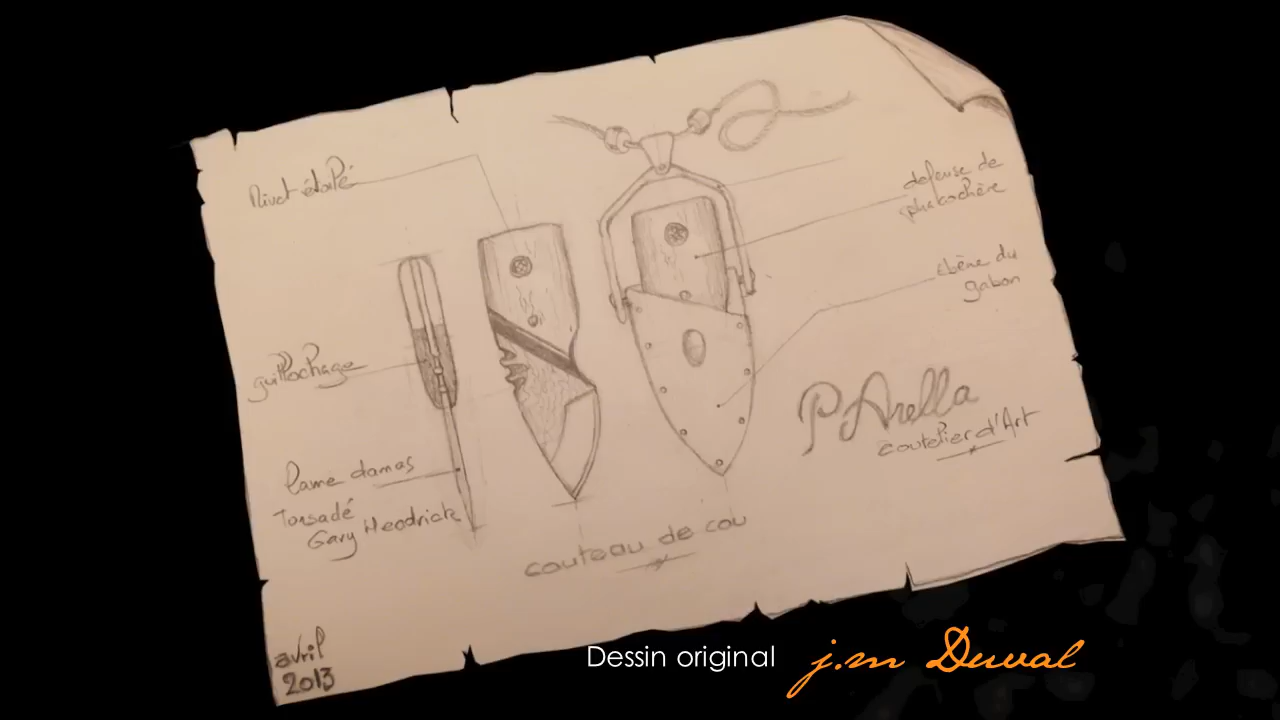 Rivet étoilé
défense de
phacochère
ébène du
gabon
guillochage
P. Arella
coutelier d'Art
lame damas
Torsadé
Gary Heodrick
couteau de cou
avril
2013
Dessin original j.m Duval